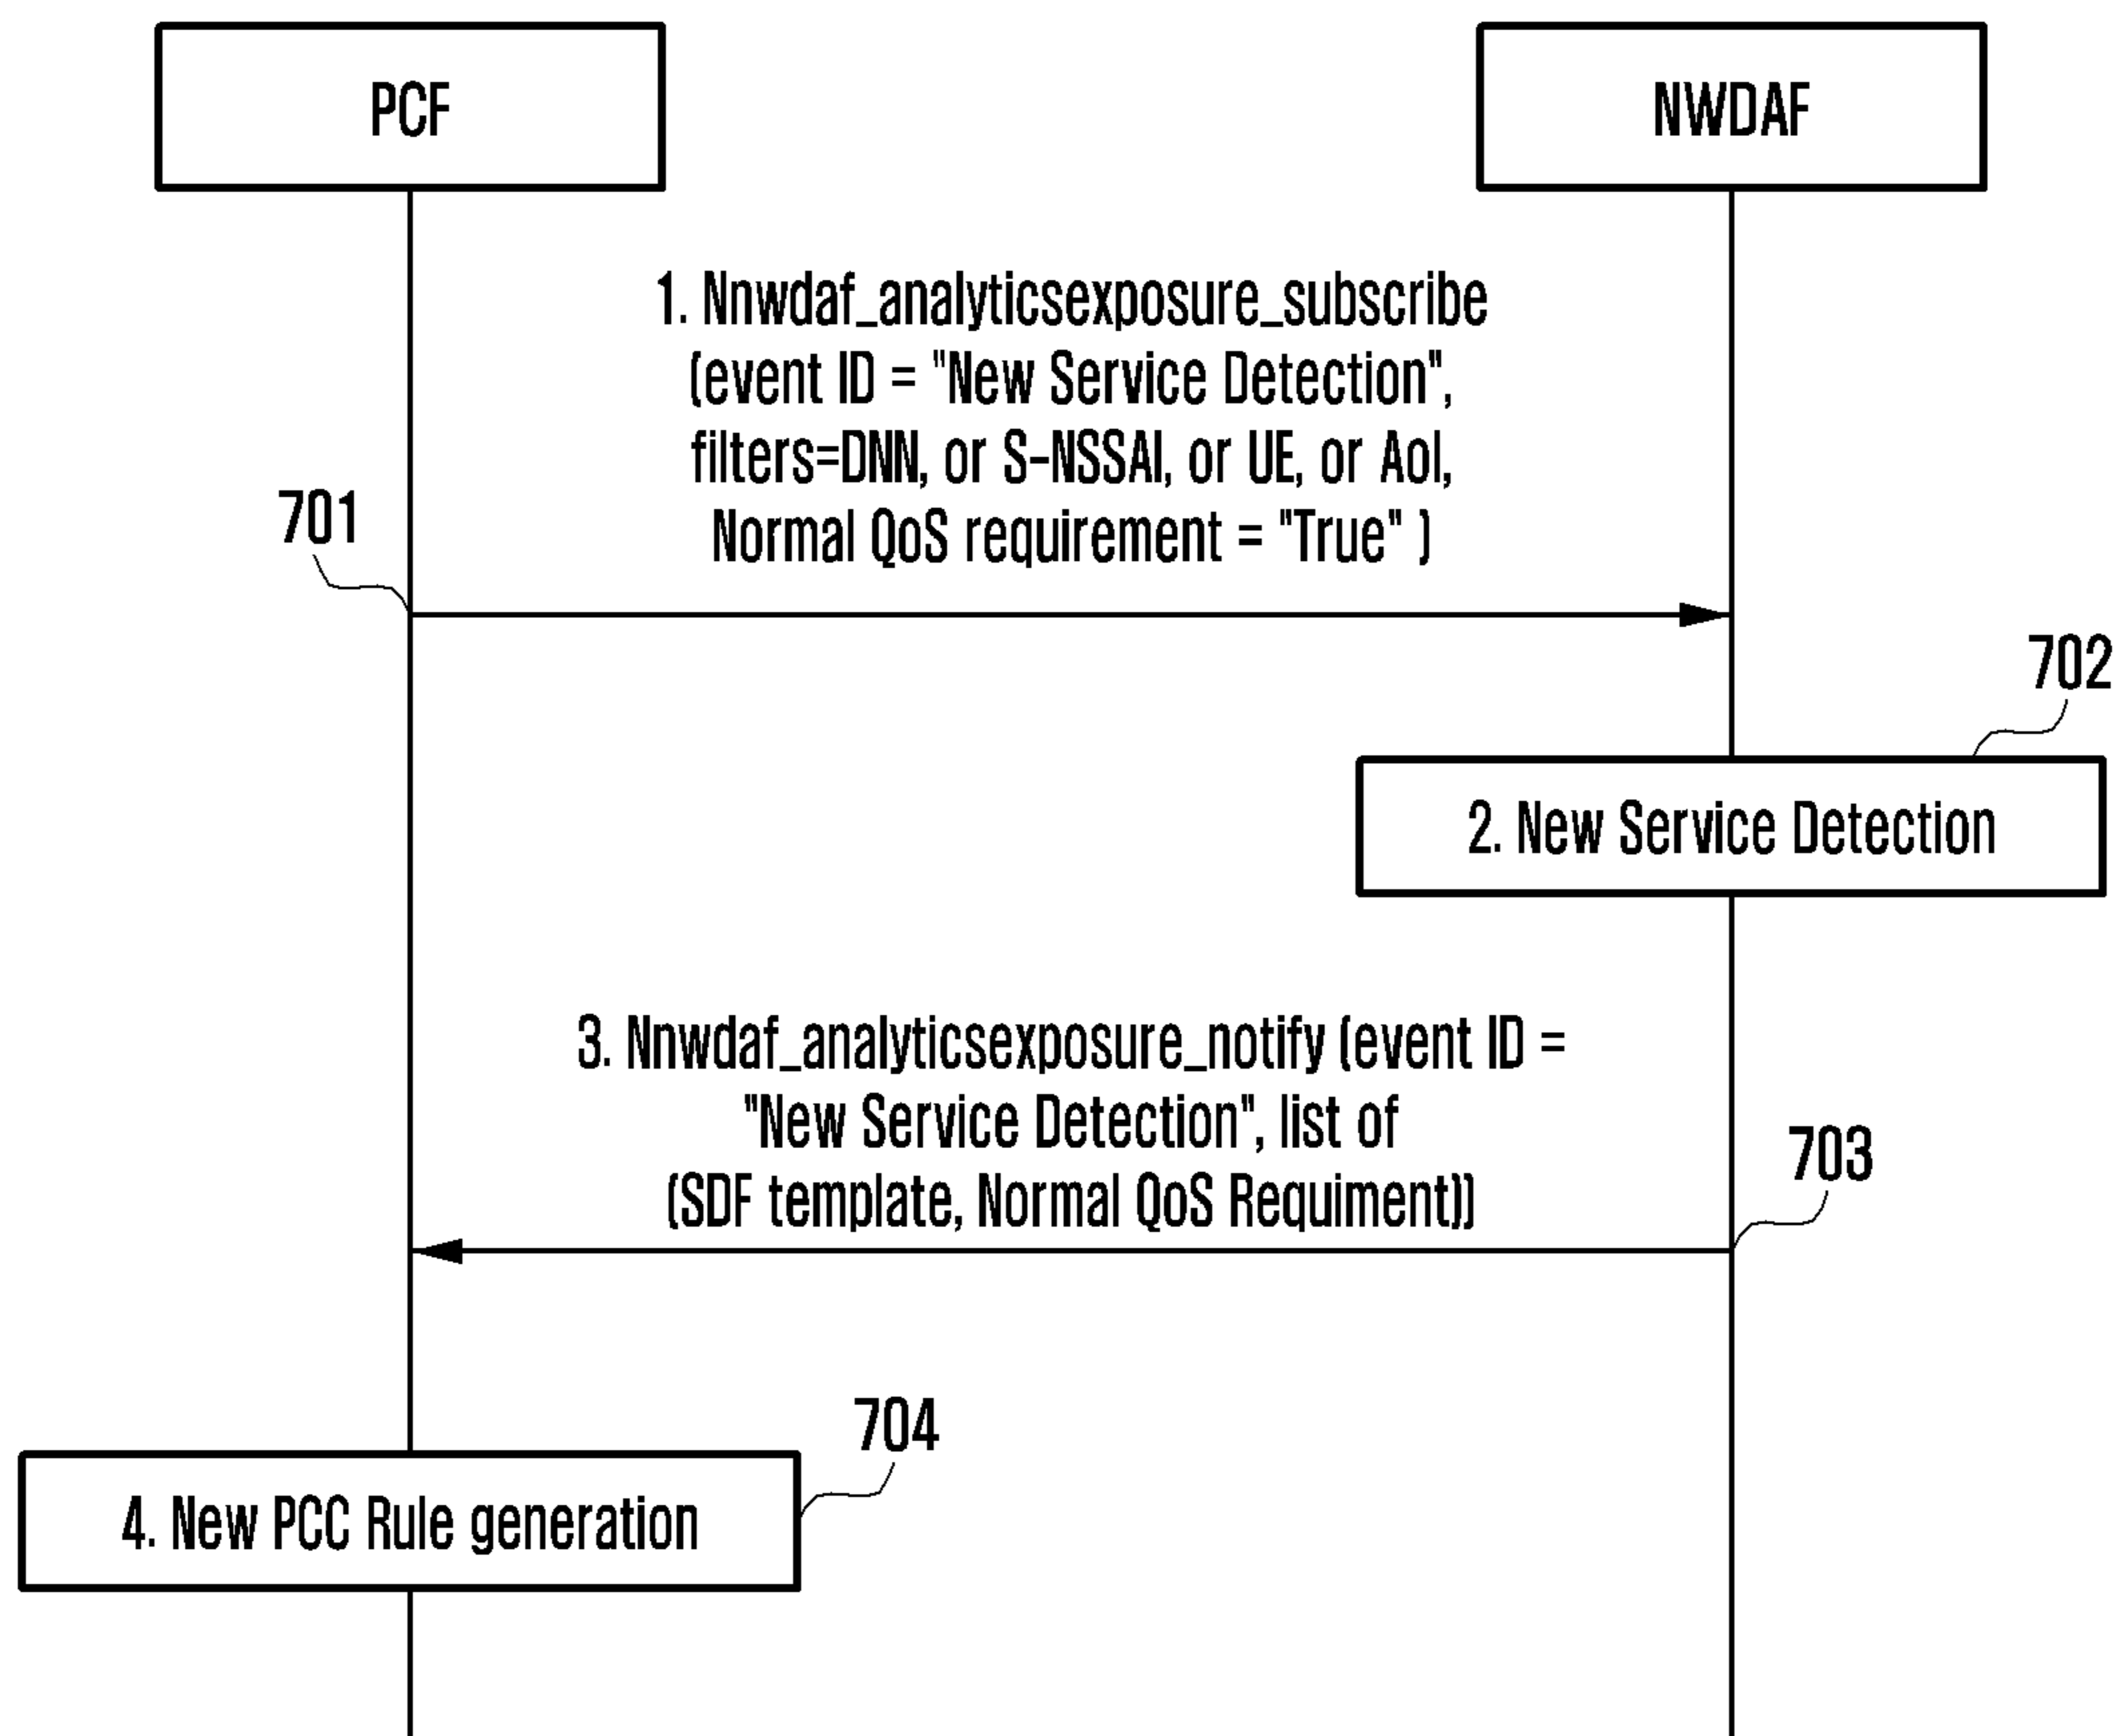 PCF
NWDAF
1. Nnwdaf_analyticsexposure_subscribe
(event ID = "New Service Detection",
filters=DNN, or S-NSSAI, or UE, or AoI,
Normal QoS requirement = "True" )
701
702
2. New Service Detection
3. Nnwdaf_analyticsexposure_notify (event ID =
"New Service Detection", list of
(SDF template, Normal QoS Requiment))
703
704
4. New PCC Rule generation